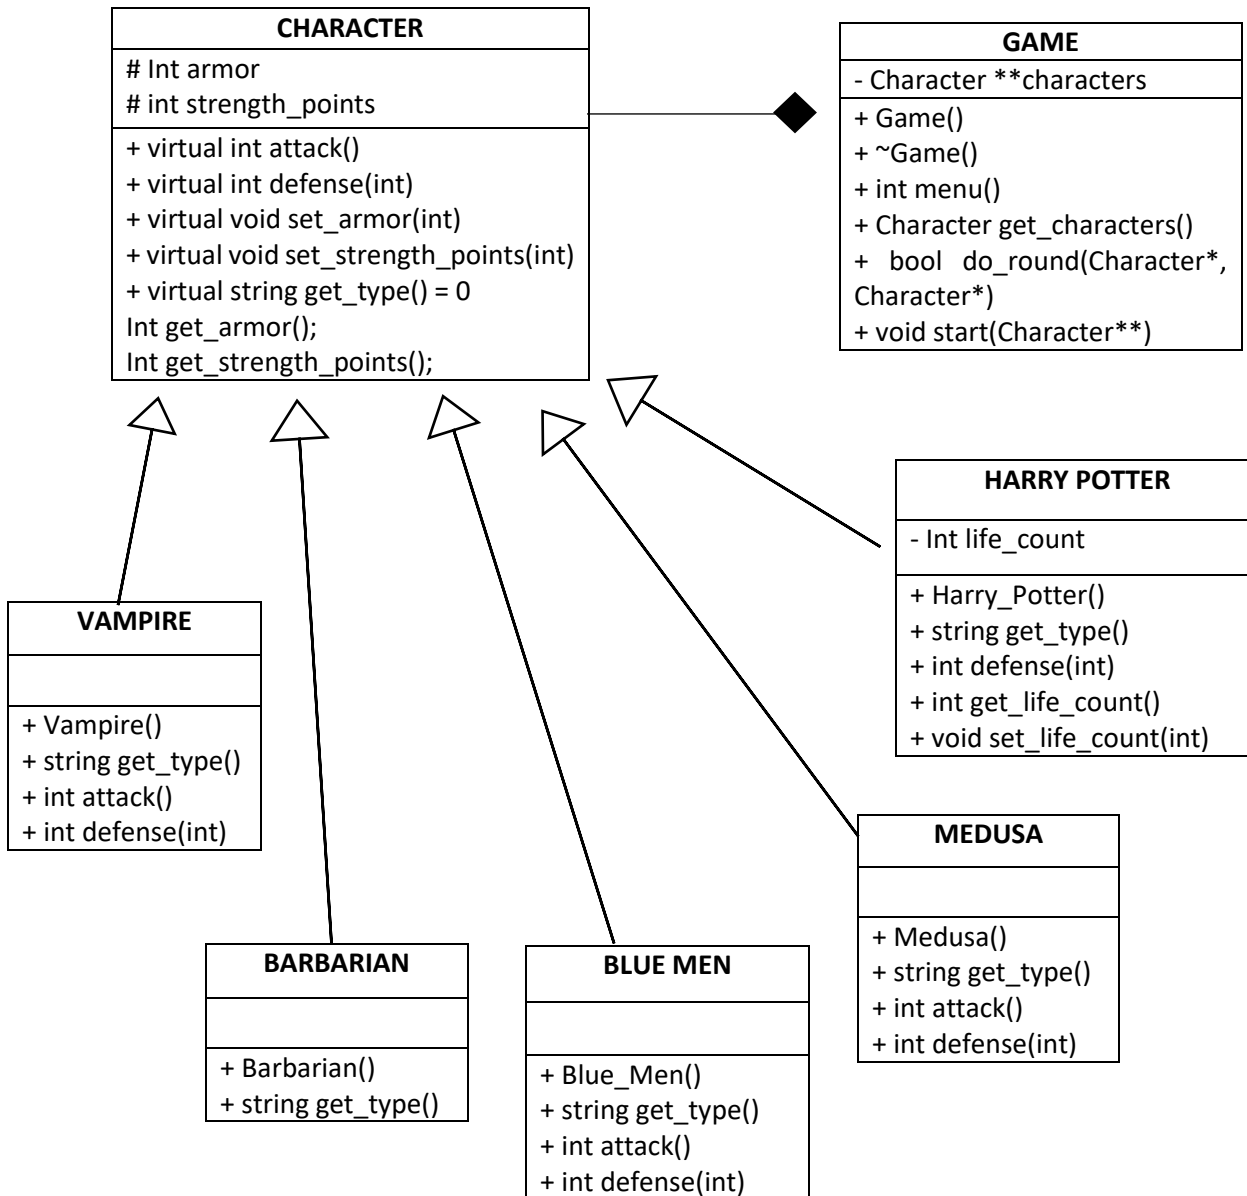 CHARACTER
# Int armor
# int strength_points
+ virtual int attack()
+ virtual int defense(int)
+ virtual void set_armor(int)
+ virtual void set_strength_points(int)
+ virtual string get_type() = 0
Int get_armor();
Int get_strength_points();
GAME
- Character **characters
+ Game()
+ ~Game()
+ int menu()
+ Character get_characters()
+ bool do_round(Character*,
Character*)
+ void start(Character**)
HARRY POTTER
- Int life_count
+ Harry_Potter()
+ string get_type()
+ int defense(int)
+ int get_life_count()
+ void set_life_count(int)
VAMPIRE
+ Vampire()
+ string get_type()
+ int attack()
+ int defense(int)
MEDUSA
+ Medusa()
+ string get_type()
+ int attack()
+ int defense(int)
BARBARIAN
+ Barbarian()
+ string get_type()
BLUE MEN
+ Blue_Men()
+ string get_type()
+ int attack()
+ int defense(int)